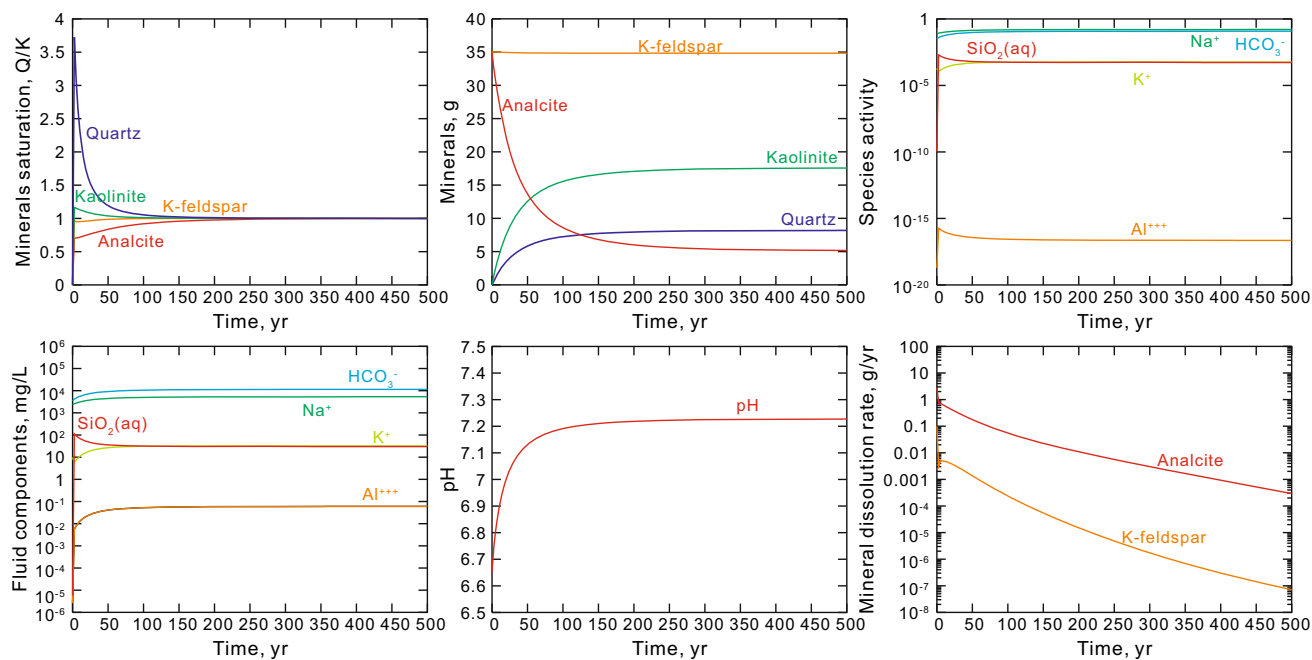 Minerals saturation, Q/K
4
3.5
3
2.5
2
1.5
1
0.5
0
Quartz
Kaolinite
K-feldspar
Analcite
0 50 100 150 200 250 300 350 400 450 500
Time, yr
Minerals, g
40
35
30
25
20
15
10
5
0
K-feldspar
Analcite
Kaolinite
Quartz
0 50 100 150 200 250 300 350 400 450 500
Time, yr
Species activity
1
10⁻⁵
10⁻¹⁰
10⁻¹⁵
10⁻²⁰
SiO₂(aq)
Na⁺
HCO₃⁻
K⁺
Al⁺⁺⁺
0 50 100 150 200 250 300 350 400 450 500
Time, yr
Fluid components, mg/L
10⁶
10⁵
10⁴
10³
10²
10
1
10⁻¹
10⁻²
10⁻³
10⁻⁴
10⁻⁵
10⁻⁶
HCO₃⁻
Na⁺
SiO₂(aq)
K⁺
Al⁺⁺⁺
0 50 100 150 200 250 300 350 400 450 500
Time, yr
pH
7.5
7.4
7.3
7.2
7.1
7
6.9
6.8
6.7
6.6
6.5
pH
0 50 100 150 200 250 300 350 400 450 500
Time, yr
Mineral dissolution rate, g/yr
100
10
1
0.1
0.01
0.001
10⁻⁴
10⁻⁵
10⁻⁶
10⁻⁷
10⁻⁸
Analcite
K-feldspar
0 50 100 150 200 250 300 350 400 450 500
Time, yr